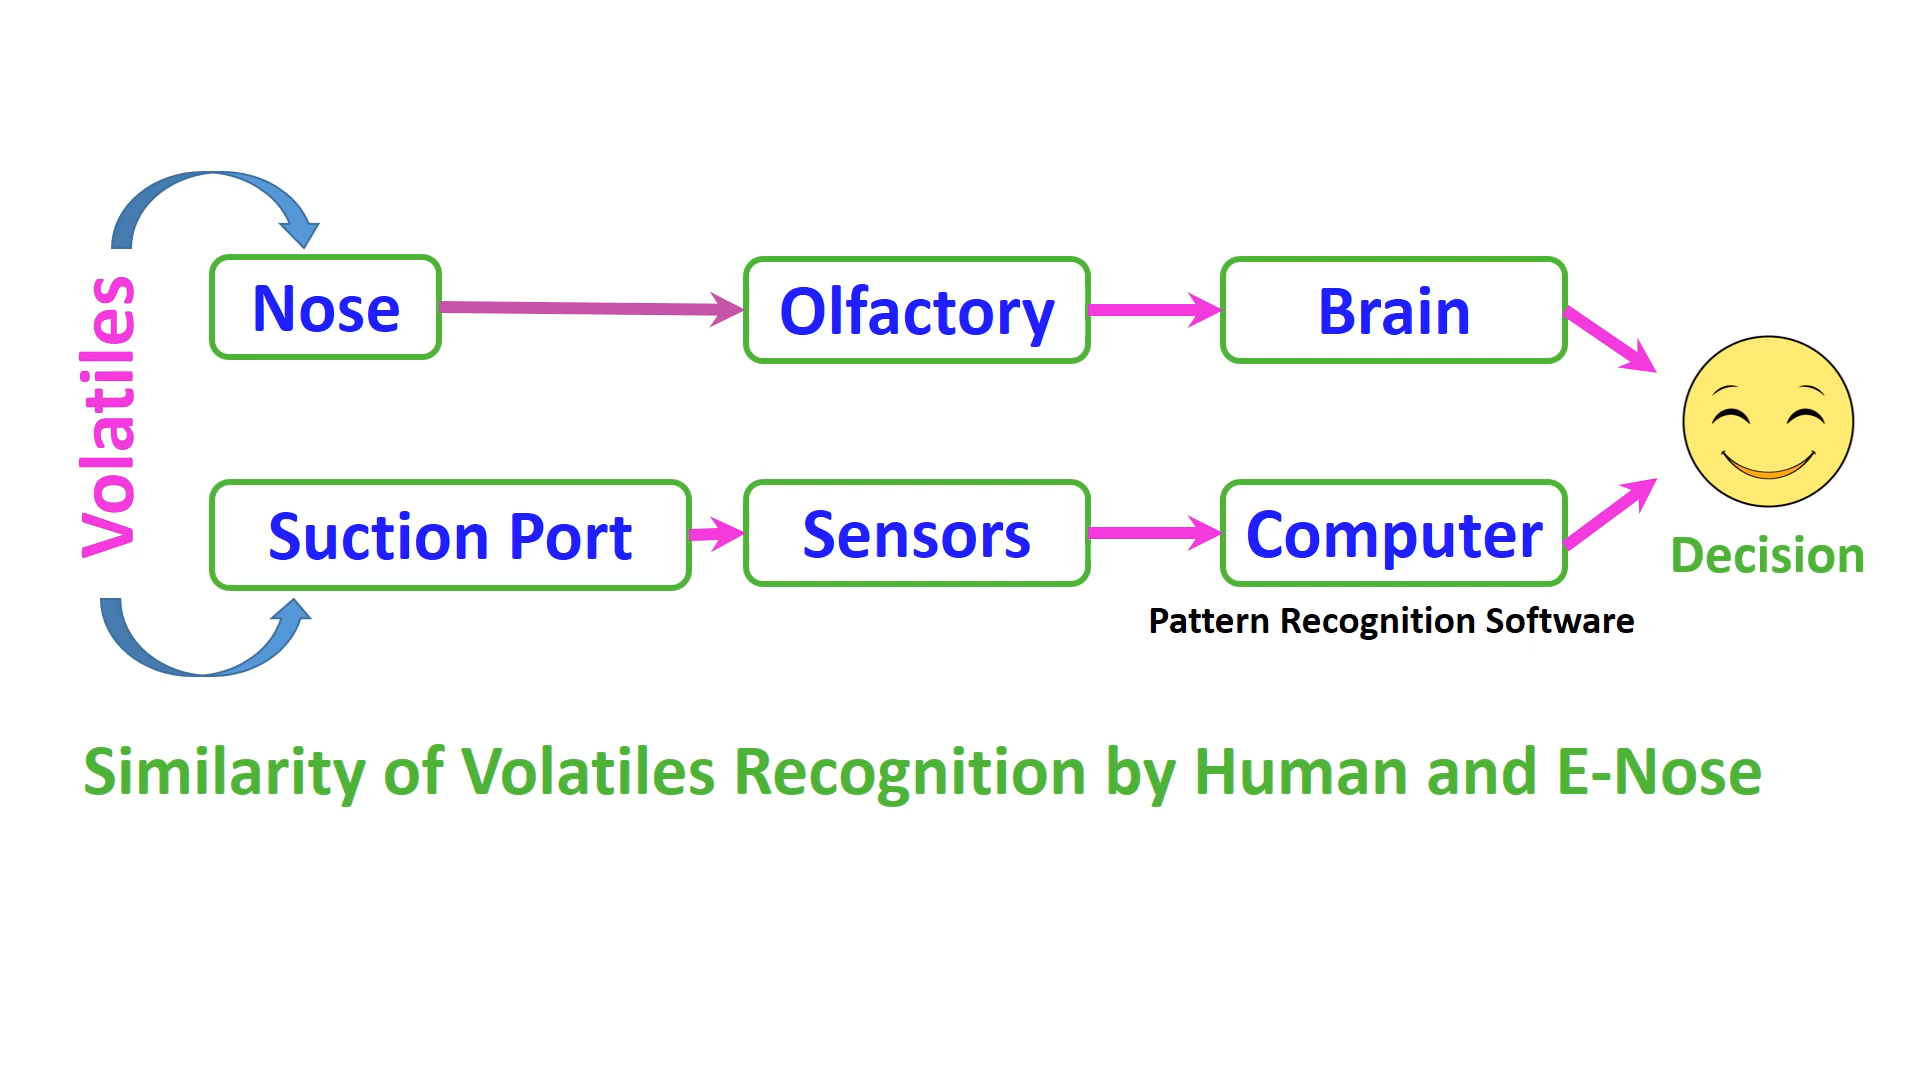 Volatiles
Nose
Olfactory
Brain
Suction Port
Sensors
Computer
Pattern Recognition Software
Decision
Similarity of Volatiles Recognition by Human and E-Nose